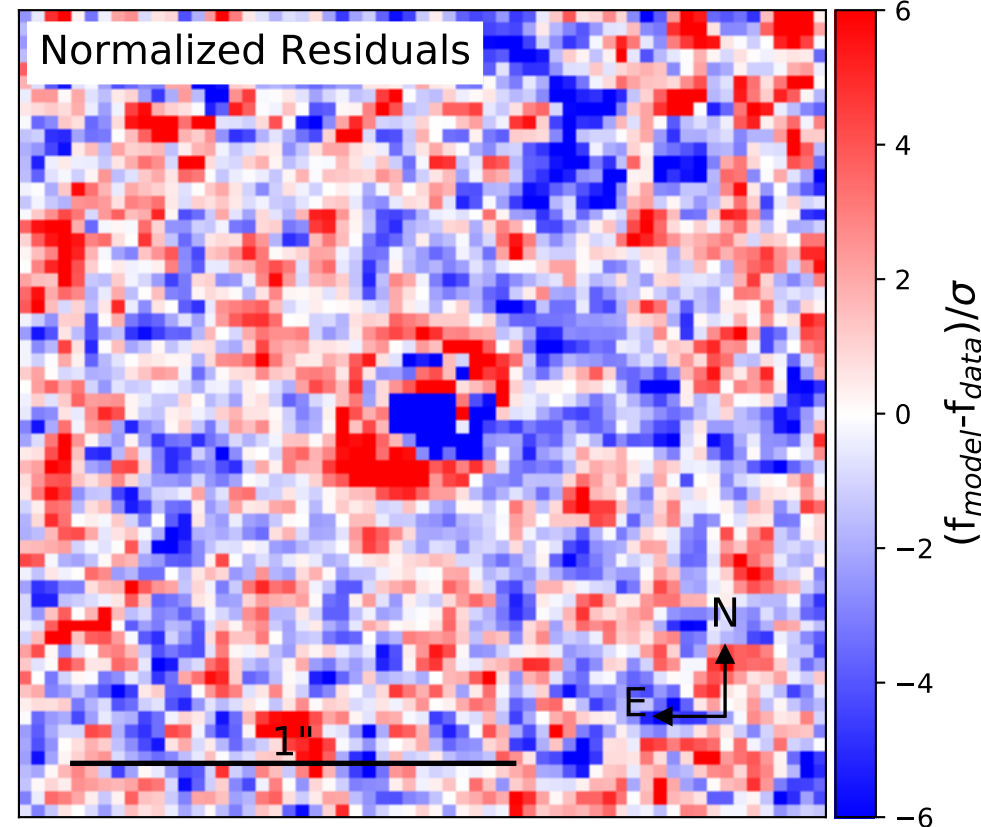 Normalized Residuals
6
4
2
0
−2
−4
−6
(f_model-f_data)/σ
N
E
1"